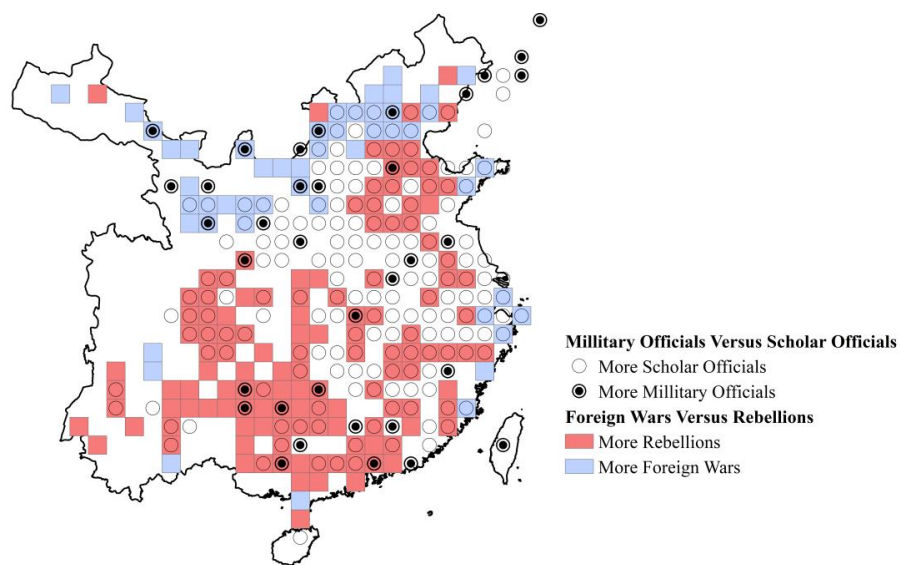 Millitary Officials Versus Scholar Officials
More Scholar Officials
More Millitary Officials
Foreign Wars Versus Rebellions
More Rebellions
More Foreign Wars